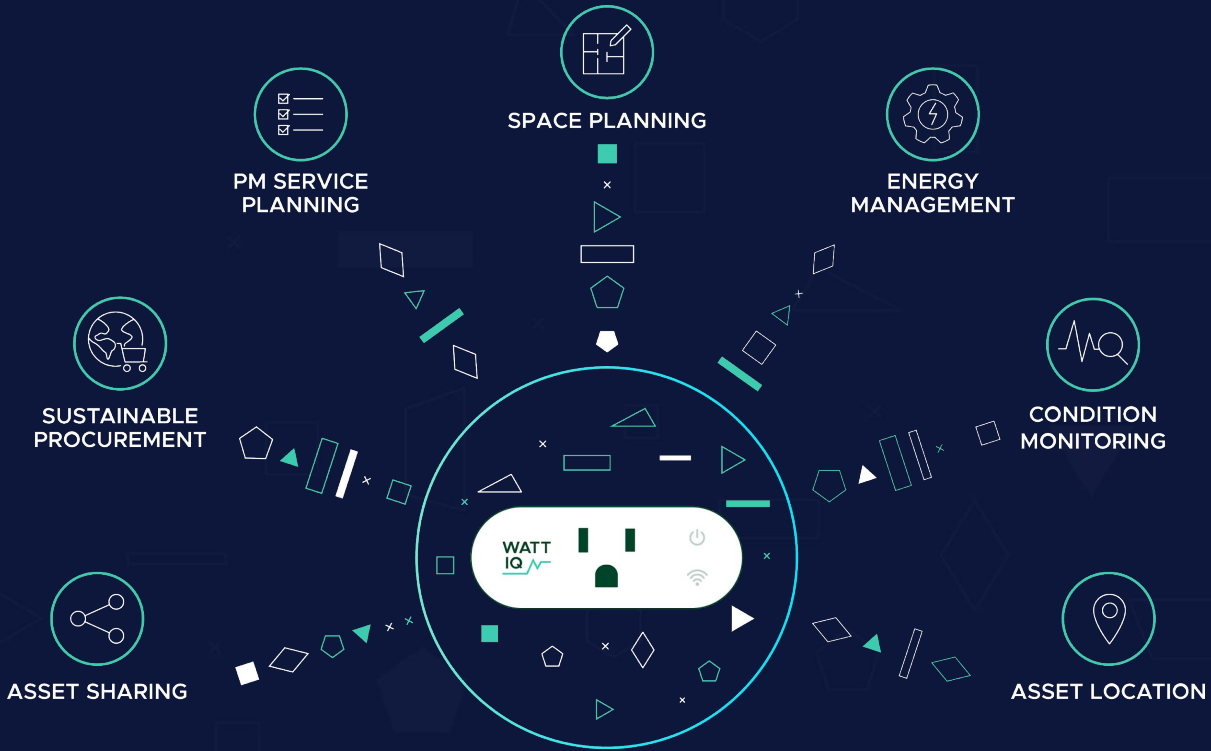 SPACE PLANNING
PM SERVICE
PLANNING
ENERGY
MANAGEMENT
SUSTAINABLE
PROCUREMENT
CONDITION
MONITORING
WATT
IQ
ASSET SHARING
ASSET LOCATION